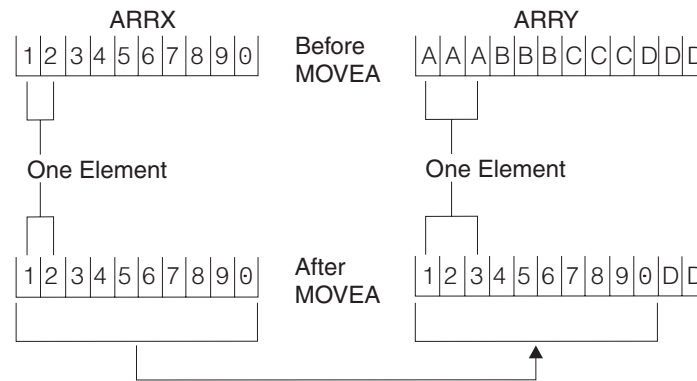 ARRX ARRY
1 2 3 4 5 6 7 8 9 0 Before A A A B B B C C C D D D
MOVEA
One Element One Element
1 2 3 4 5 6 7 8 9 0 After 1 2 3 4 5 6 7 8 9 0 D D
MOVEA